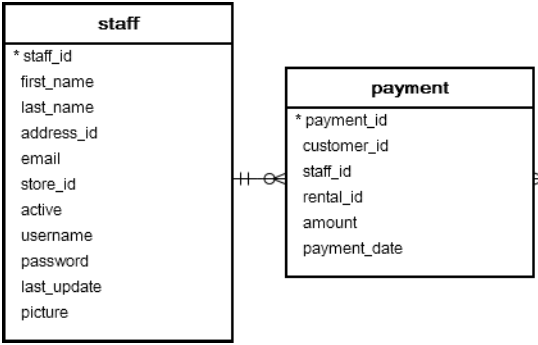 staff
* staff_id
first_name
last_name
address_id
email
store_id
active
username
password
last_update
picture
payment
* payment_id
customer_id
staff_id
rental_id
amount
payment_date